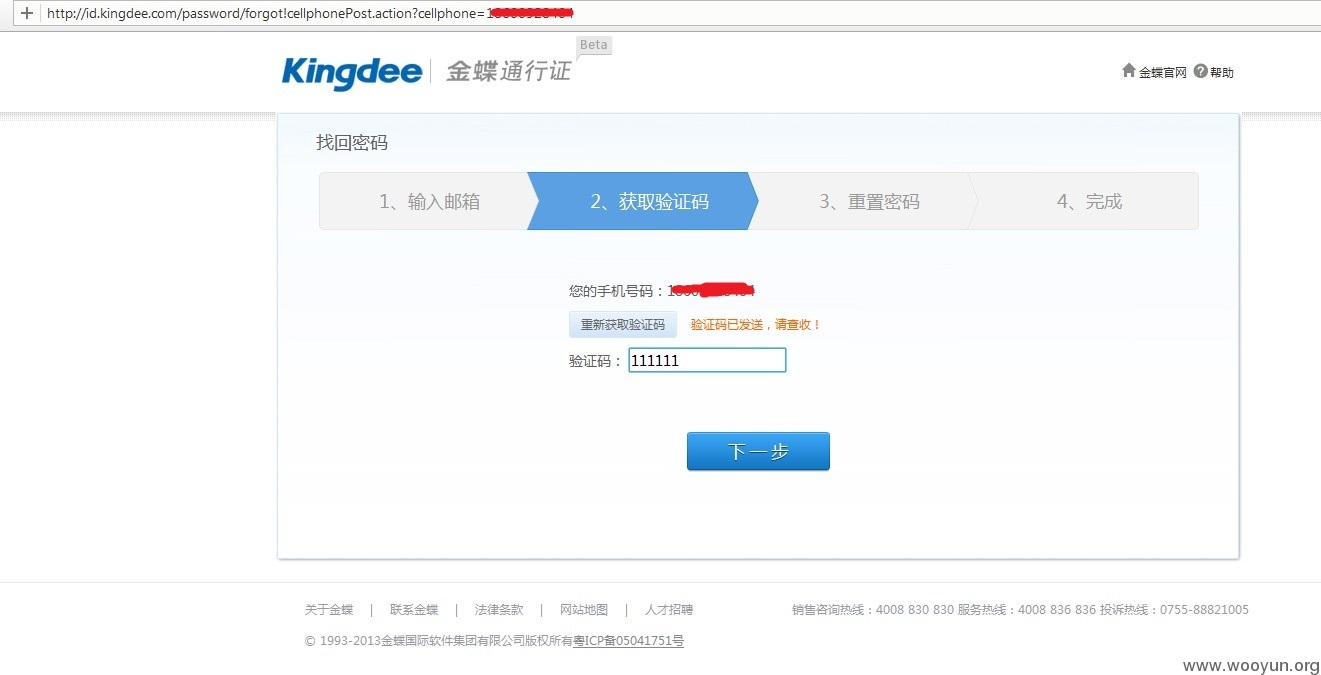 http://id.kingdee.com/password/forgot!cellphonePost.action?cellphone=1
Beta
Kingdee 金蝶通行证
金蝶官网 帮助
找回密码
1、输入邮箱 2、获取验证码 3、重置密码 4、完成
您的手机号码：1
重新获取验证码 验证码已发送，请查收！
验证码： 111111
下一步
关于金蝶 | 联系金蝶 | 法律条款 | 网站地图 | 人才招聘 销售咨询热线：4008 830 830 服务热线：4008 836 836 投诉热线：0755-88821005
© 1993-2013金蝶国际软件集团有限公司版权所有粤ICP备05041751号
www.wooyun.org